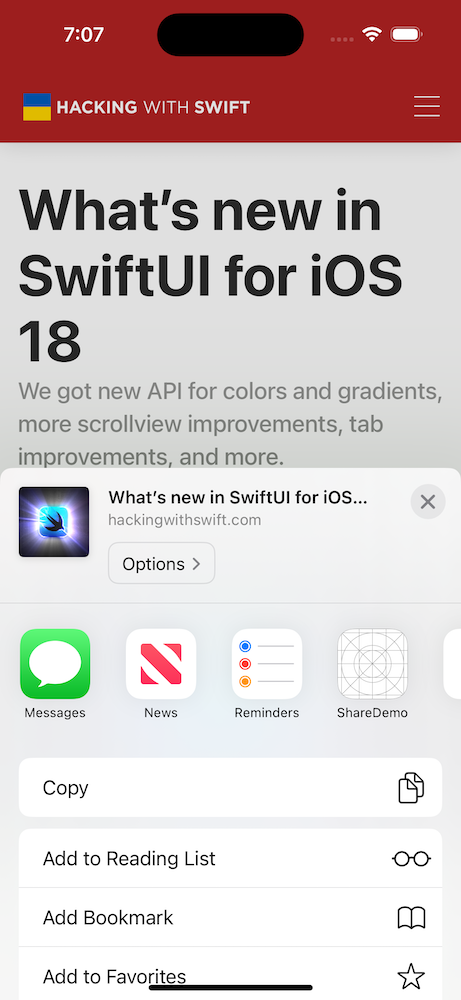 7:07
HACKING WITH SWIFT
What’s new in
SwiftUI for iOS
18
We got new API for colors and gradients,
more scrollview improvements, tab
improvements, and more.
What’s new in SwiftUI for iOS...
hackingwithswift.com
Options
Messages
News
Reminders
ShareDemo
Copy
Add to Reading List
Add Bookmark
Add to Favorites